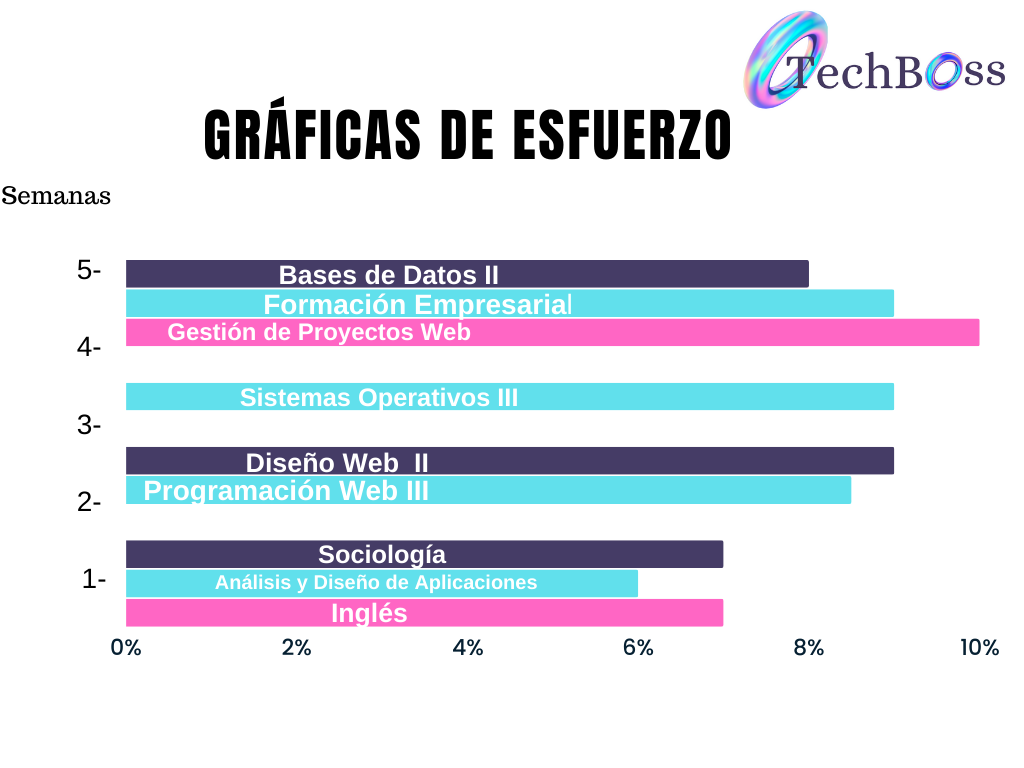 TechBoss
GRÁFICAS DE ESFUERZO
Semanas
5-
Bases de Datos II
Formación Empresarial
Gestión de Proyectos Web
4-
Sistemas Operativos III
3-
Diseño Web  II
Programación Web III
2-
Sociología
1-
Análisis y Diseño de Aplicaciones
Inglés
0% 2% 4% 6% 8% 10%